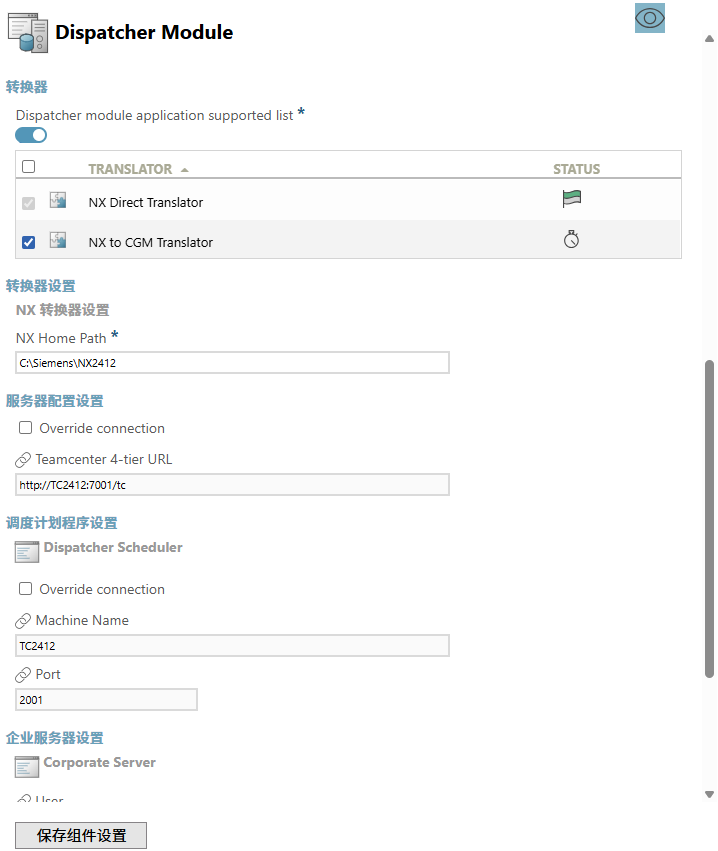 Dispatcher Module
转换器
Dispatcher module application supported list *
TRANSLATOR STATUS
NX Direct Translator
NX to CGM Translator
转换器设置
NX 转换器设置
NX Home Path *
C:\Siemens\NX2412
服务器配置设置
Override connection
Teamcenter 4-tier URL
http://TC2412:7001/tc
调度计划程序设置
Dispatcher Scheduler
Override connection
Machine Name
TC2412
Port
2001
企业服务器设置
Corporate Server
User
保存组件设置